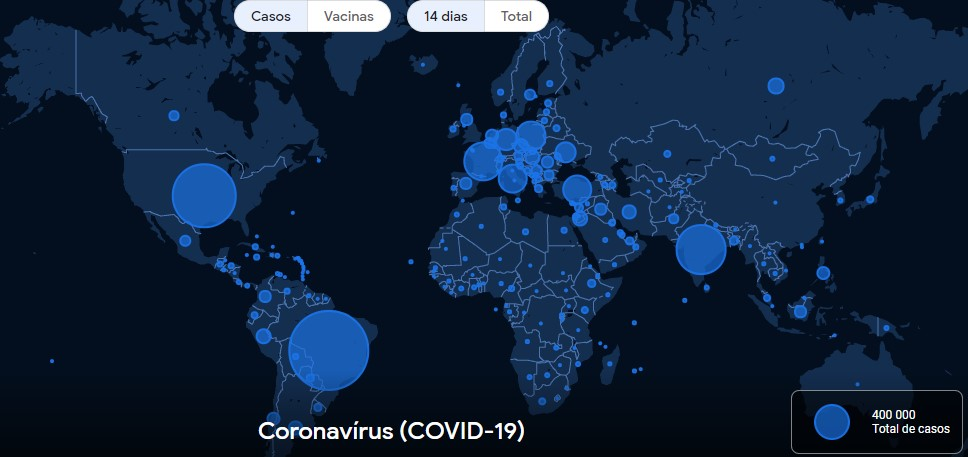 Casos
Vacinas
14 dias
Total
Coronavírus (COVID-19)
400 000
Total de casos